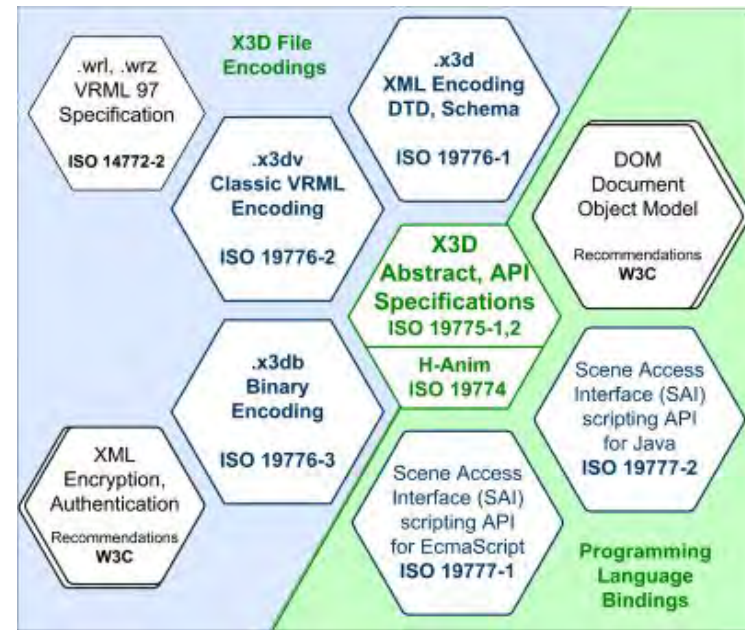 X3D File
Encodings
.wrl, .wrz
VRML 97
Specification
ISO 14772-2
.x3d
XML Encoding
DTD, Schema
ISO 19776-1
.x3dv
Classic VRML
Encoding
ISO 19776-2
DOM
Document
Object Model
Recommendations
W3C
X3D
Abstract, API
Specifications
ISO 19775-1,2
H-Anim
ISO 19774
.x3db
Binary
Encoding
ISO 19776-3
Scene Access
Interface (SAI)
scripting API
for Java
ISO 19777-2
XML
Encryption,
Authentication
Recommendations
W3C
Scene Access
Interface (SAI)
scripting API
for EcmaScript
ISO 19777-1
Programming
Language
Bindings